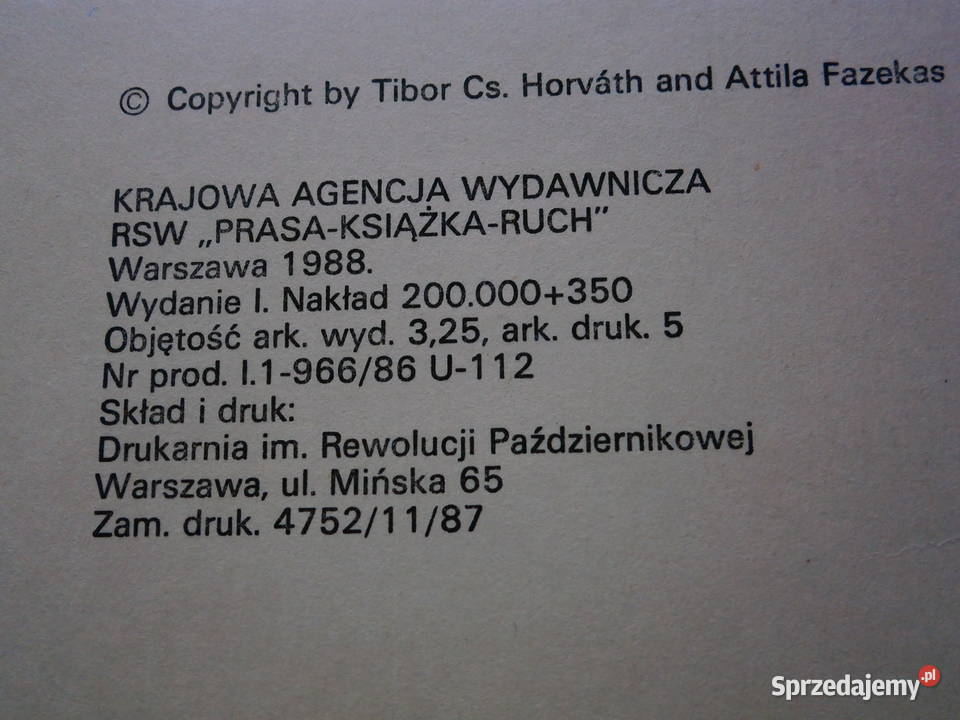 © Copyright by Tibor Cs. Horváth and Attila Fazekas
KRAJOWA AGENCJA WYDAWNICZA
RSW „PRASA-KSIĄŻKA-RUCH”
Warszawa 1988.
Wydanie I. Nakład 200.000+350
Objętość ark. wyd. 3,25, ark. druk. 5
Nr prod. I.1-966/86 U-112
Skład i druk:
Drukarnia im. Rewolucji Październikowej
Warszawa, ul. Mińska 65
Zam. druk. 4752/11/87
Sprzedajemy.pl